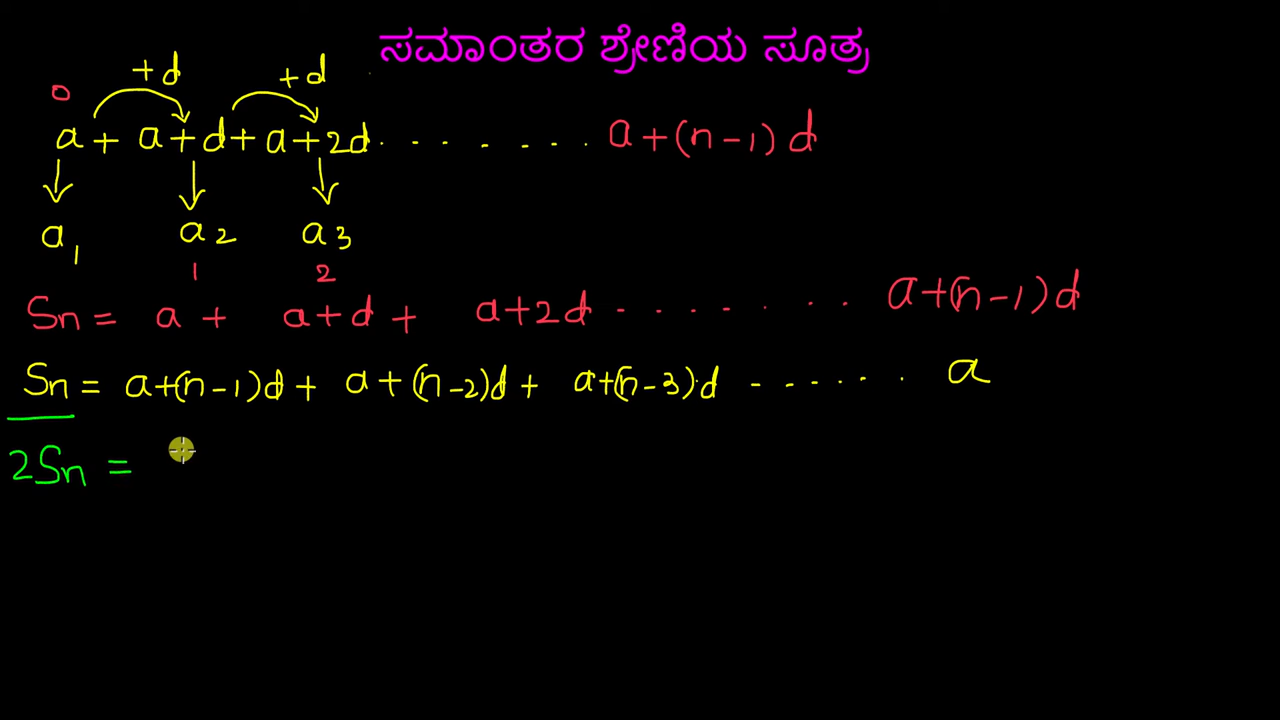 ಸಮಾಂತರ ಶ್ರೇಣಿಯ ಸೂತ್ರ
+d +d
0
a + a+d + a+2d . . . . . . . a+(n-1)d
a1 a2 a3
1 2
Sn = a + a+d + a+2d . . . . . . . a+(n-1)d
Sn = a+(n-1)d + a+(n-2)d + a+(n-3).d . . . . . . . a
2Sn =